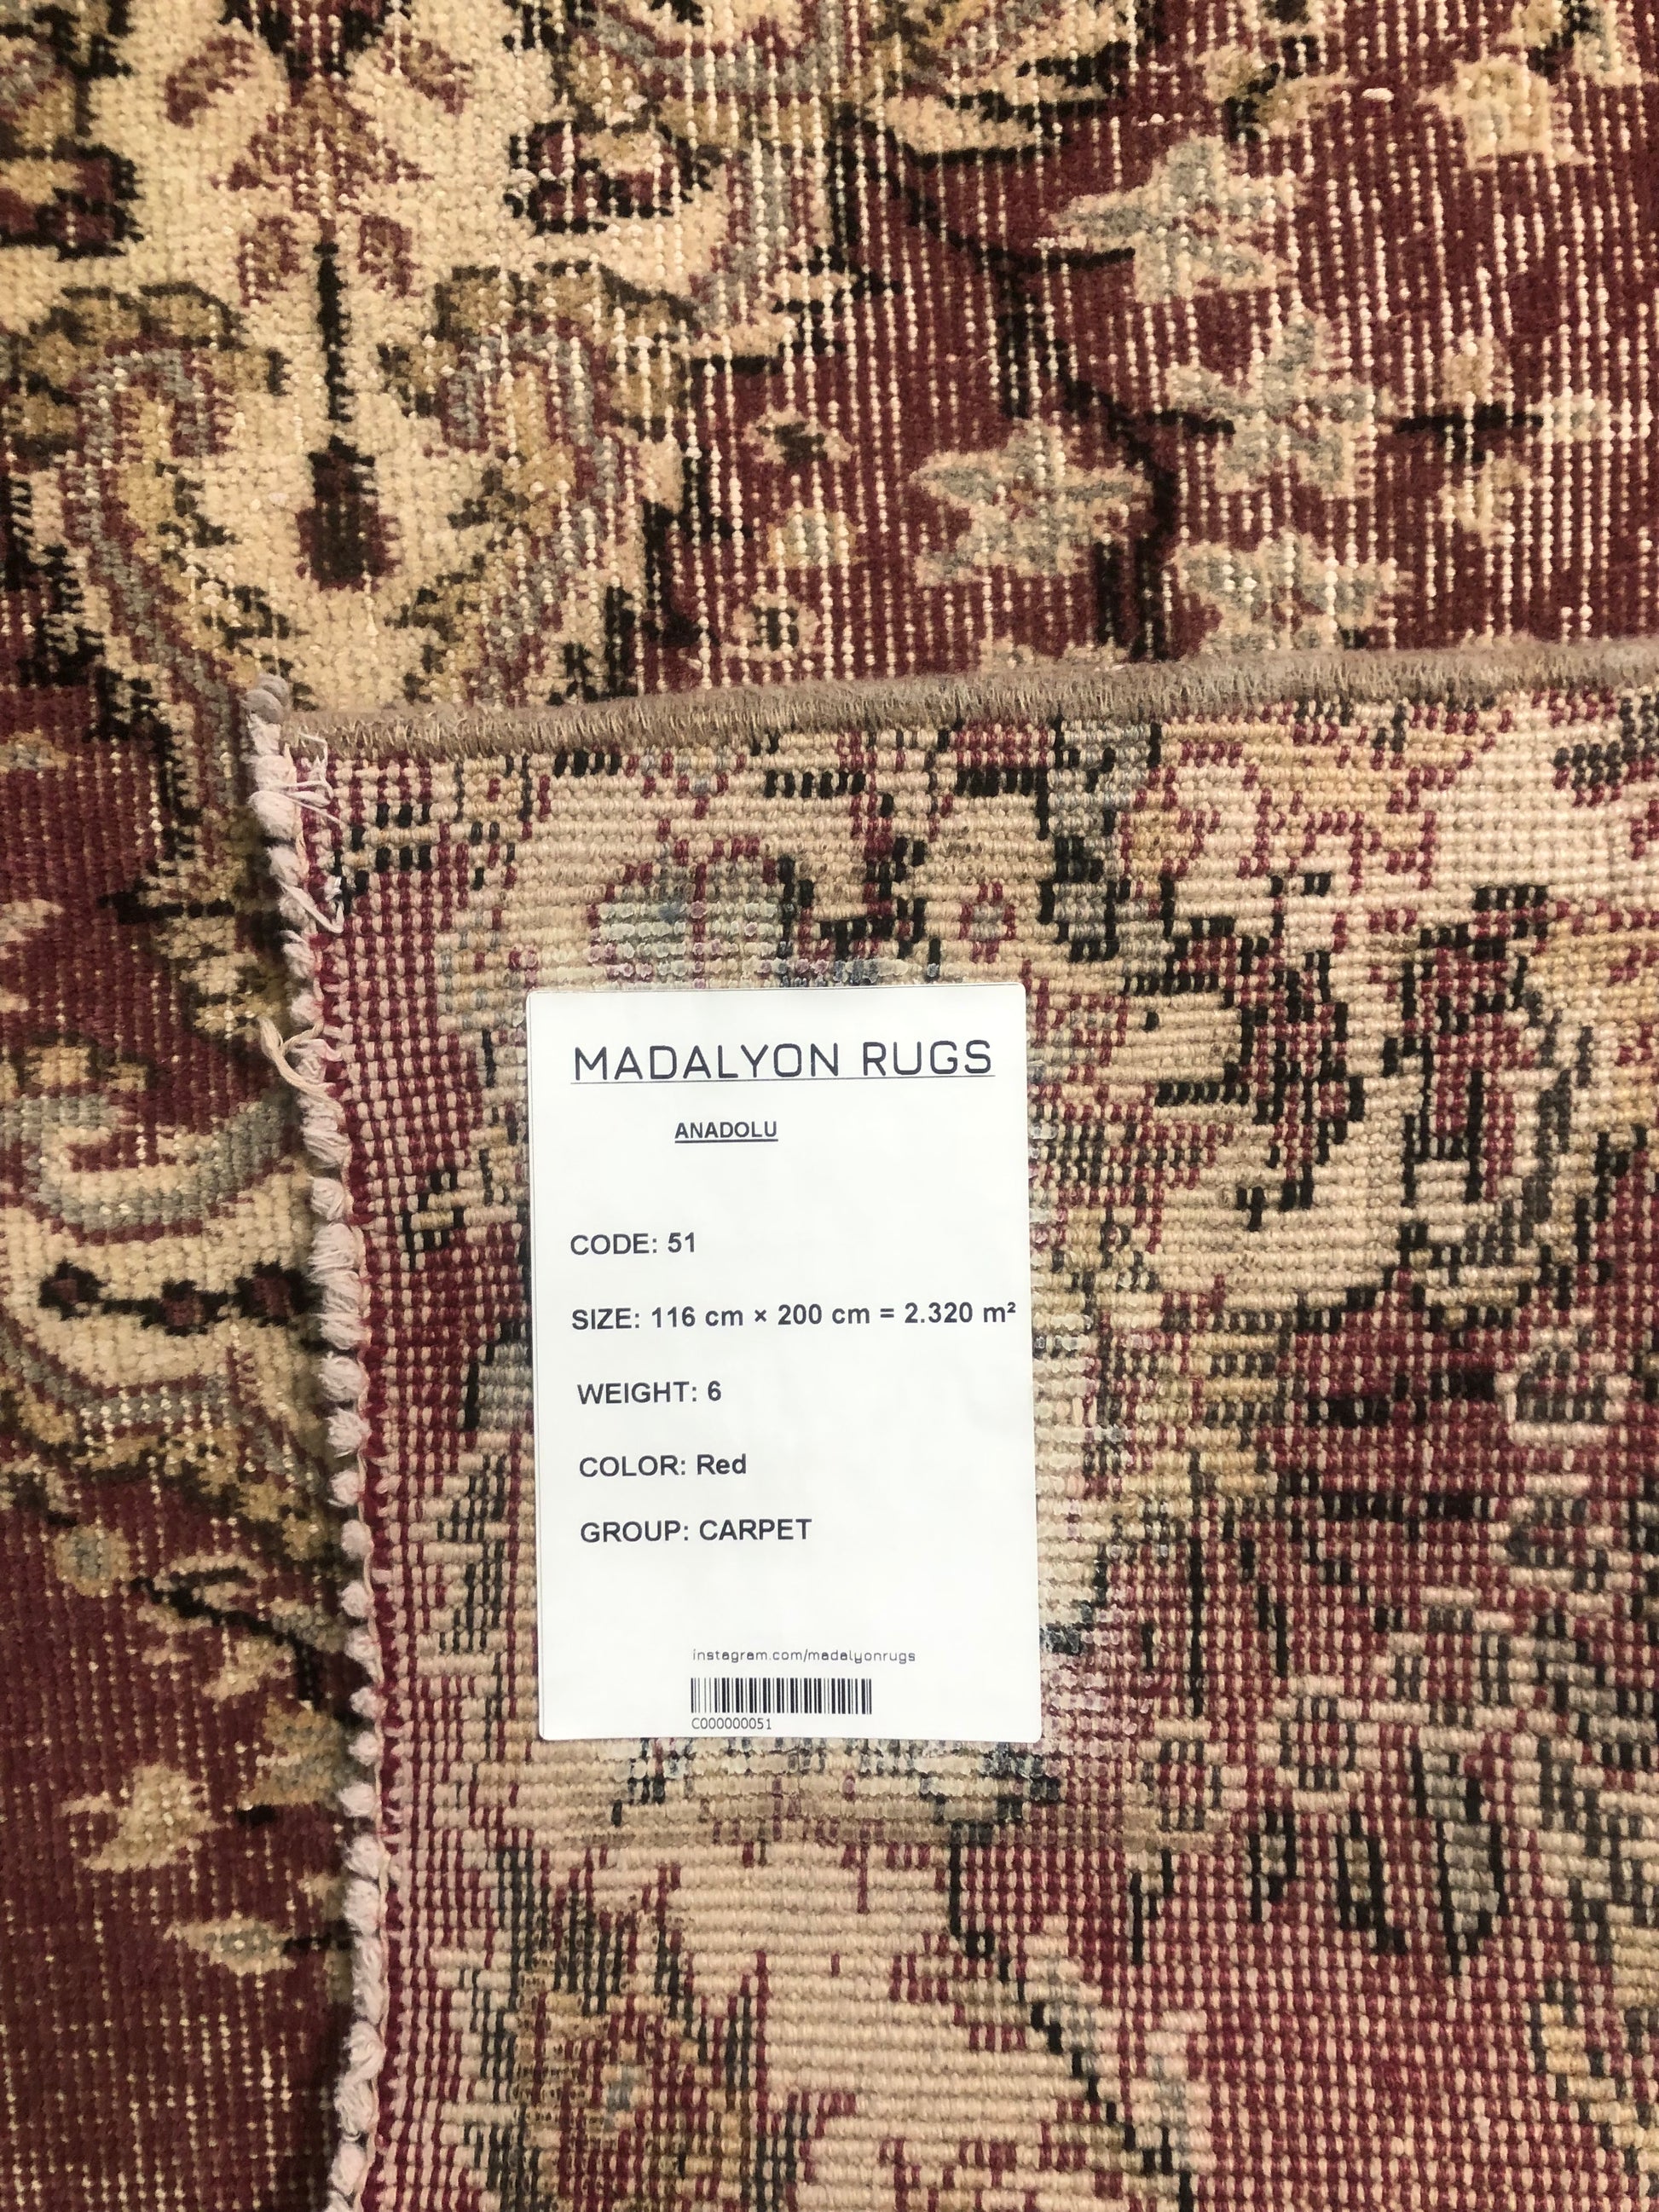 MADALYON RUGS
ANADOLU
CODE: 51
SIZE: 116 cm × 200 cm = 2.320 m²
WEIGHT: 6
COLOR: Red
GROUP: CARPET
instagram.com/madalyonrugs
C000000051